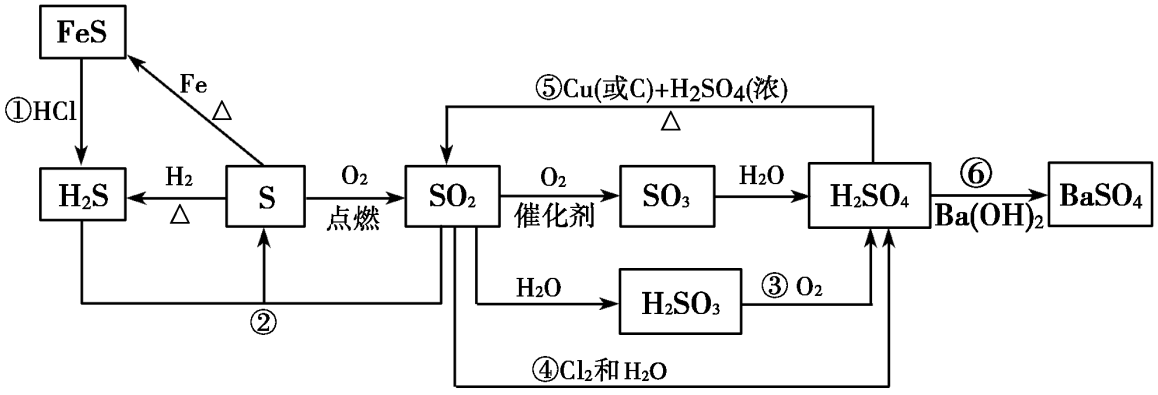 FeS
①HCl
Fe
△
⑤Cu(或C)+H₂SO₄(浓)
△
H₂S
H₂
△
S
O₂
点燃
SO₂
O₂
催化剂
SO₃
H₂O
H₂SO₄
⑥
Ba(OH)₂
BaSO₄
②
H₂O
H₂SO₃
③ O₂
④Cl₂和H₂O